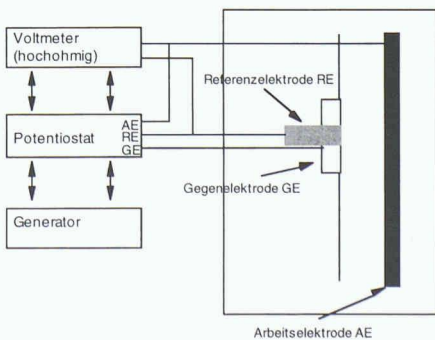 Voltmeter
(hochohmig)
Referenzelektrode RE
AE
Potentiostat RE
GE
Gegenelektrode GE
Generator
Arbeitselektrode AE